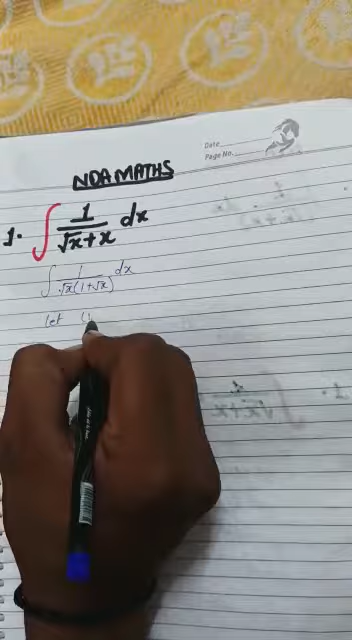 Date
Page No.
NDA MATHS
1. ∫ 1/(√x+x) dx
∫ 1/(√x(1+√x)) dx
let